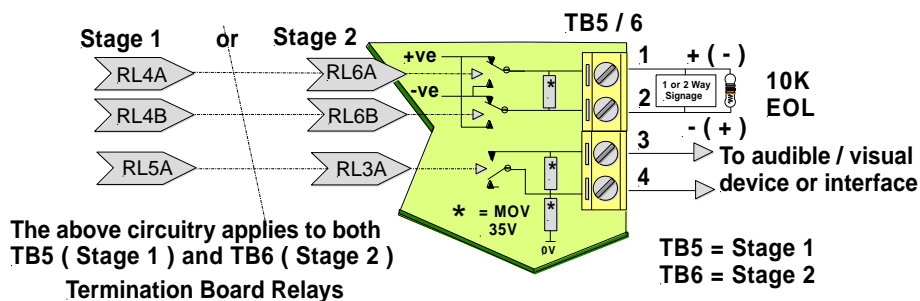 TB5 / 6
Stage 1 or Stage 2
+ve
RL4A
RL6A
-ve
RL4B
RL6B
RL5A
RL3A
1
+ ( - )
1 or 2 Way
Signage
10K
EOL
2
- ( + )
3
To audible / visual
device or interface
4
*
*
*
* = MOV
35V
0V
The above circuitry applies to both
TB5 ( Stage 1 ) and TB6 ( Stage 2 )
Termination Board Relays
TB5 = Stage 1
TB6 = Stage 2